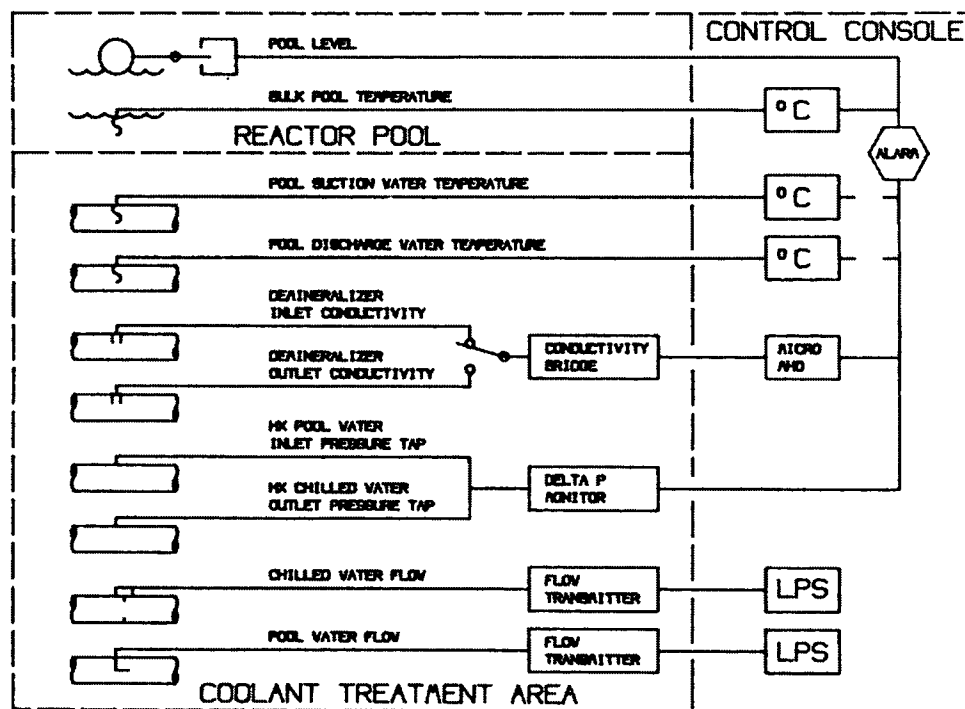 CONTROL CONSOLE
POOL LEVEL
BULK POOL TEMPERATURE
°C
REACTOR POOL
ALARM
POOL SUCTION WATER TEMPERATURE
°C
POOL DISCHARGE WATER TEMPERATURE
°C
DEMINERALIZER
INLET CONDUCTIVITY
CONDUCTIVITY
BRIDGE
MICRO
MHO
DEMINERALIZER
OUTLET CONDUCTIVITY
HX POOL WATER
INLET PRESSURE TAP
DELTA P
MONITOR
HX CHILLED WATER
OUTLET PRESSURE TAP
CHILLED WATER FLOW
FLOW
TRANSMITTER
LPS
POOL WATER FLOW
FLOW
TRANSMITTER
LPS
COOLANT TREATMENT AREA